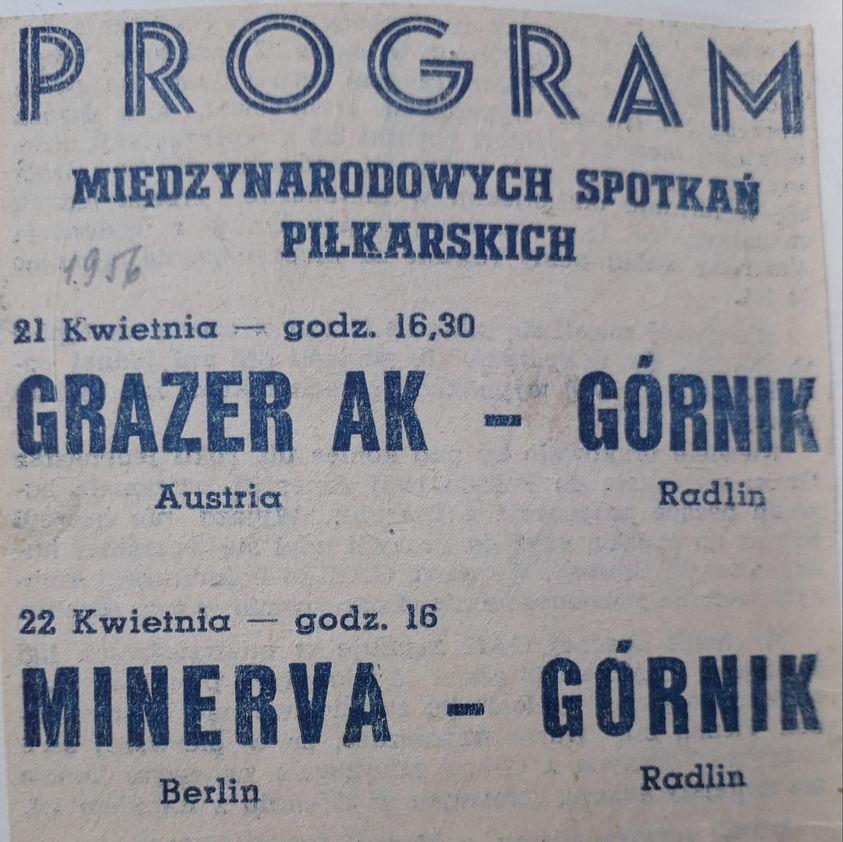 PROGRAM
MIĘDZYNARODOWYCH SPOTKAŃ
PIŁKARSKICH
1956
21 Kwietnia — godz. 16,30
GRAZER AK - GÓRNIK
Austria Radlin
22 Kwietnia — godz. 16
MINERVA - GÓRNIK
Berlin Radlin